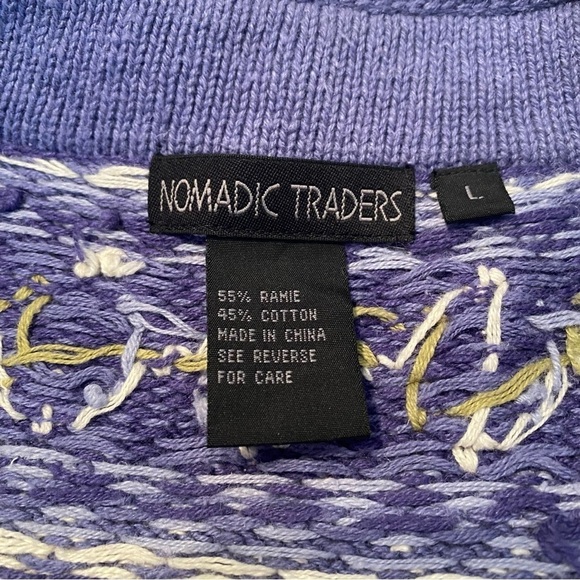 NOMADIC TRADERS
L
55% RAMIE
45% COTTON
MADE IN CHINA
SEE REVERSE
FOR CARE